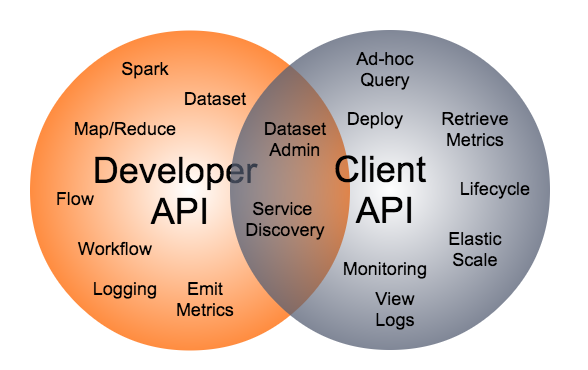 Spark
Dataset
Map/Reduce
Developer
API
Flow
Workflow
Logging
Emit
Metrics
Dataset
Admin
Service
Discovery
Ad-hoc
Query
Deploy
Retrieve
Metrics
Client
API
Lifecycle
Elastic
Scale
Monitoring
View
Logs